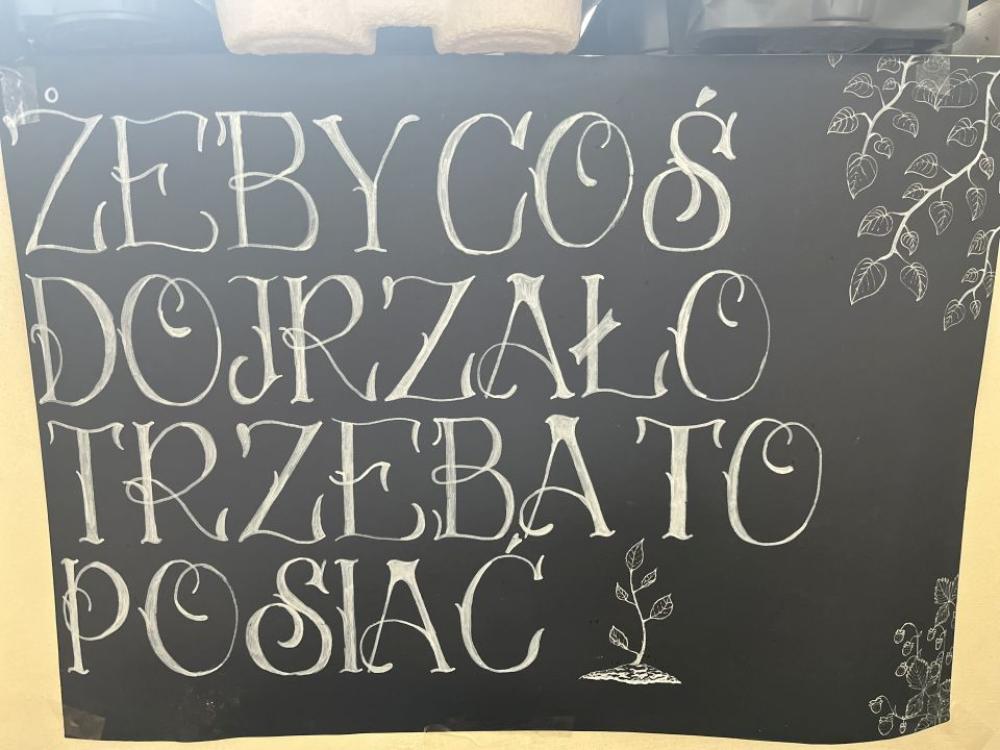 ŻEBY COŚ
DOJRZAŁO
TRZEBA TO
POSIAĆ